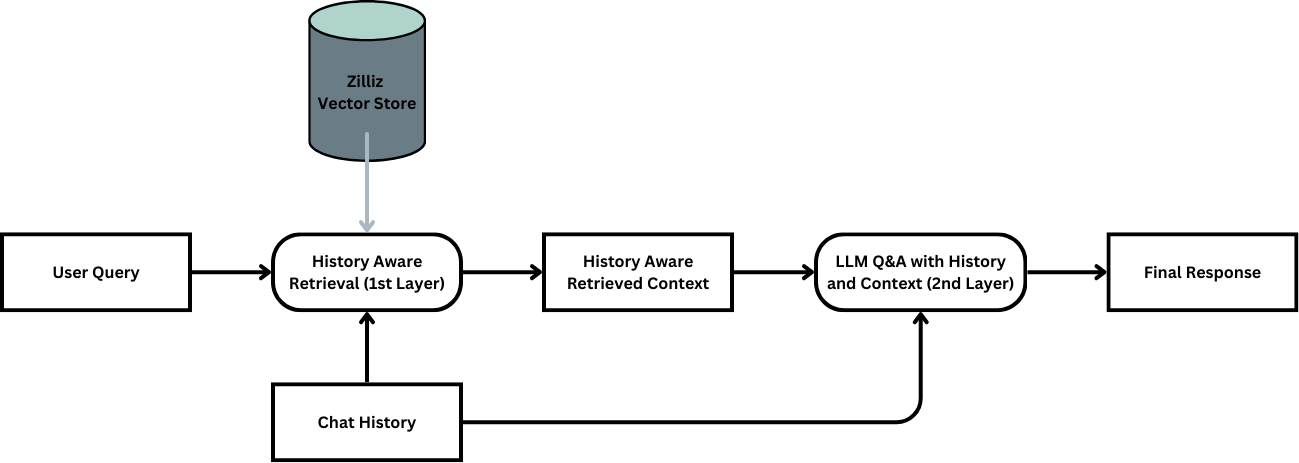 Zilliz
Vector Store
User Query
History Aware
Retrieval (1st Layer)
History Aware
Retrieved Context
LLM Q&A with History
and Context (2nd Layer)
Final Response
Chat History